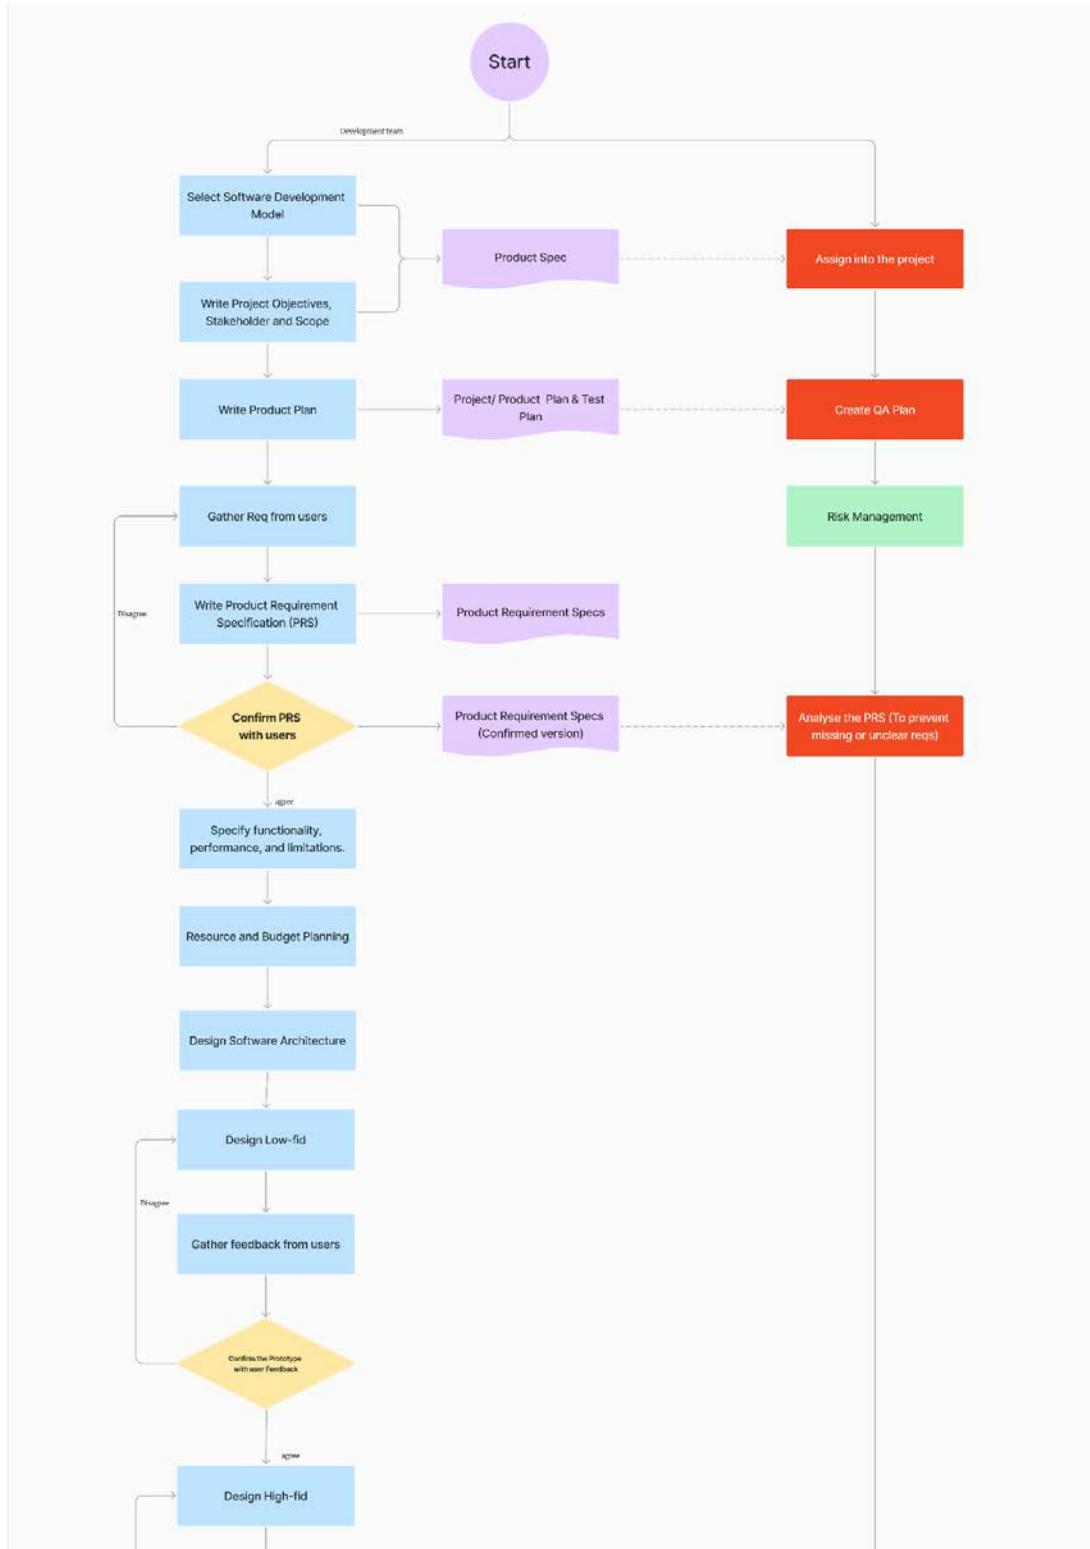 Start
Development team
Select Software Development
Model
Product Spec
Assign into the project
Write Project Objectives,
Stakeholder and Scope
Write Product Plan
Project/ Product Plan & Test
Plan
Create QA Plan
Gather Req from users
Risk Management
Disagree
Write Product Requirement
Specification (PRS)
Product Requirement Specs
Confirm PRS
with users
Product Requirement Specs
(Confirmed version)
Analyse the PRS (To prevent
missing or unclear reqs)
agree
Specify functionality,
performance, and limitations.
Resource and Budget Planning
Design Software Architecture
Design Low-fid
Disagree
Gather feedback from users
Confirm the Prototype
with user Feedback
agree
Design High-fid